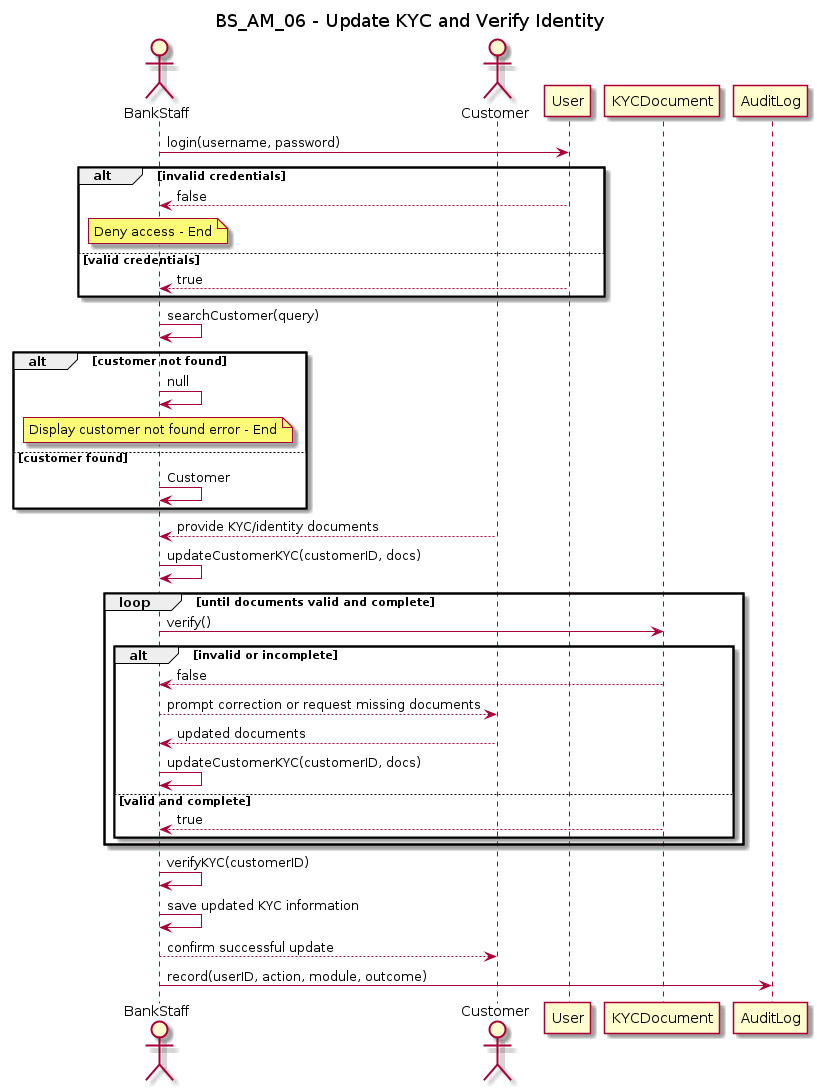 BS_AM_06 - Update KYC and Verify Identity
BankStaff
Customer
User
KYCDocument
AuditLog
login(username, password)
alt
[invalid credentials]
false
Deny access - End
[valid credentials]
true
searchCustomer(query)
alt
[customer not found]
null
Display customer not found error - End
[customer found]
Customer
provide KYC/identity documents
updateCustomerKYC(customerID, docs)
loop
[until documents valid and complete]
verify()
alt
[invalid or incomplete]
false
prompt correction or request missing documents
updated documents
updateCustomerKYC(customerID, docs)
[valid and complete]
true
verifyKYC(customerID)
save updated KYC information
confirm successful update
record(userID, action, module, outcome)
BankStaff
Customer
User
KYCDocument
AuditLog